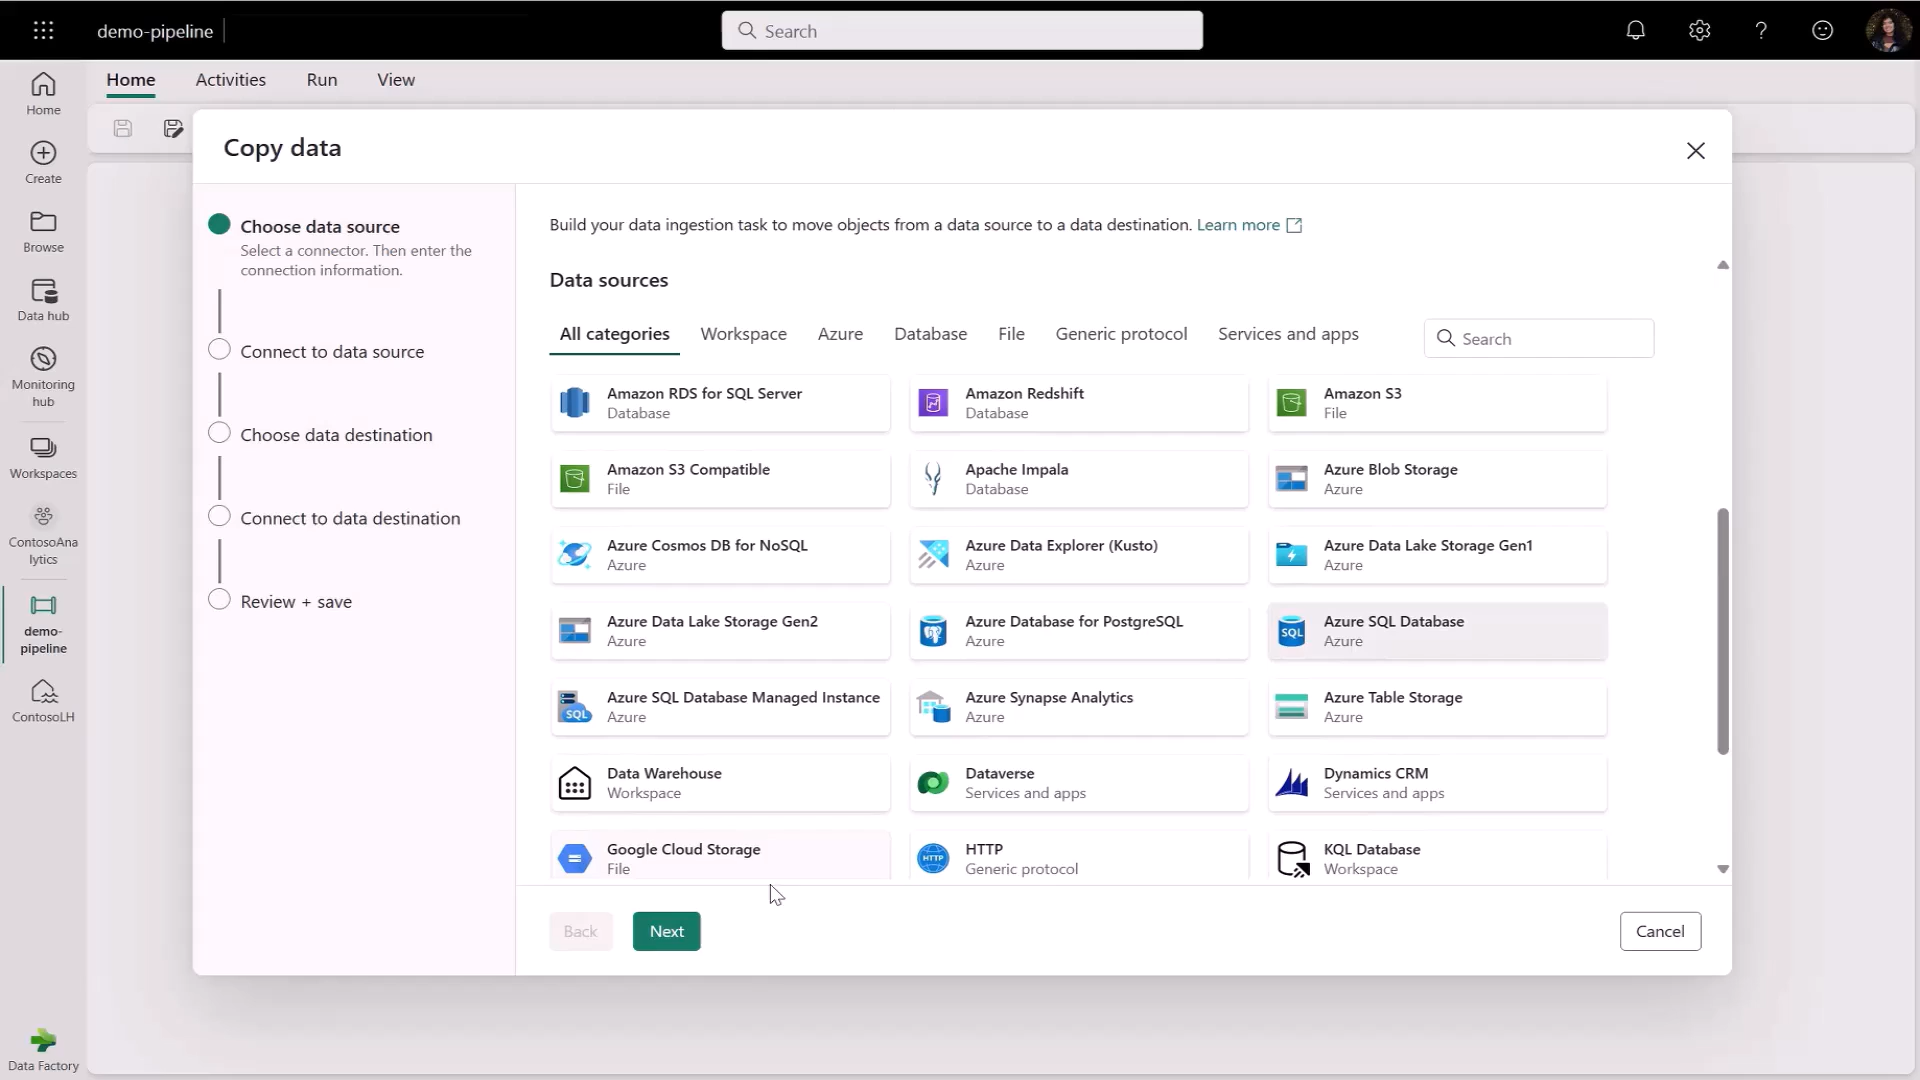 demo-pipeline
Search
Home
Activities
Run
View
Home
Create
Browse
Data hub
Monitoring
hub
Workspaces
ContosoAna
lytics
demo-
pipeline
ContosoLH
Data Factory
Copy data
Choose data source
Select a connector. Then enter the
connection information.
Connect to data source
Choose data destination
Connect to data destination
Review + save
Build your data ingestion task to move objects from a data source to a data destination. Learn more
Data sources
All categories
Workspace
Azure
Database
File
Generic protocol
Services and apps
Search
Amazon RDS for SQL Server
Database
Amazon Redshift
Database
Amazon S3
File
Amazon S3 Compatible
File
Apache Impala
Database
Azure Blob Storage
Azure
Azure Cosmos DB for NoSQL
Azure
Azure Data Explorer (Kusto)
Azure
Azure Data Lake Storage Gen1
Azure
Azure Data Lake Storage Gen2
Azure
Azure Database for PostgreSQL
Azure
SQL
Azure SQL Database
Azure
SQL
Azure SQL Database Managed Instance
Azure
Azure Synapse Analytics
Azure
Azure Table Storage
Azure
Data Warehouse
Workspace
Dataverse
Services and apps
Dynamics CRM
Services and apps
Google Cloud Storage
File
HTTP
HTTP
Generic protocol
KQL Database
Workspace
Back
Next
Cancel